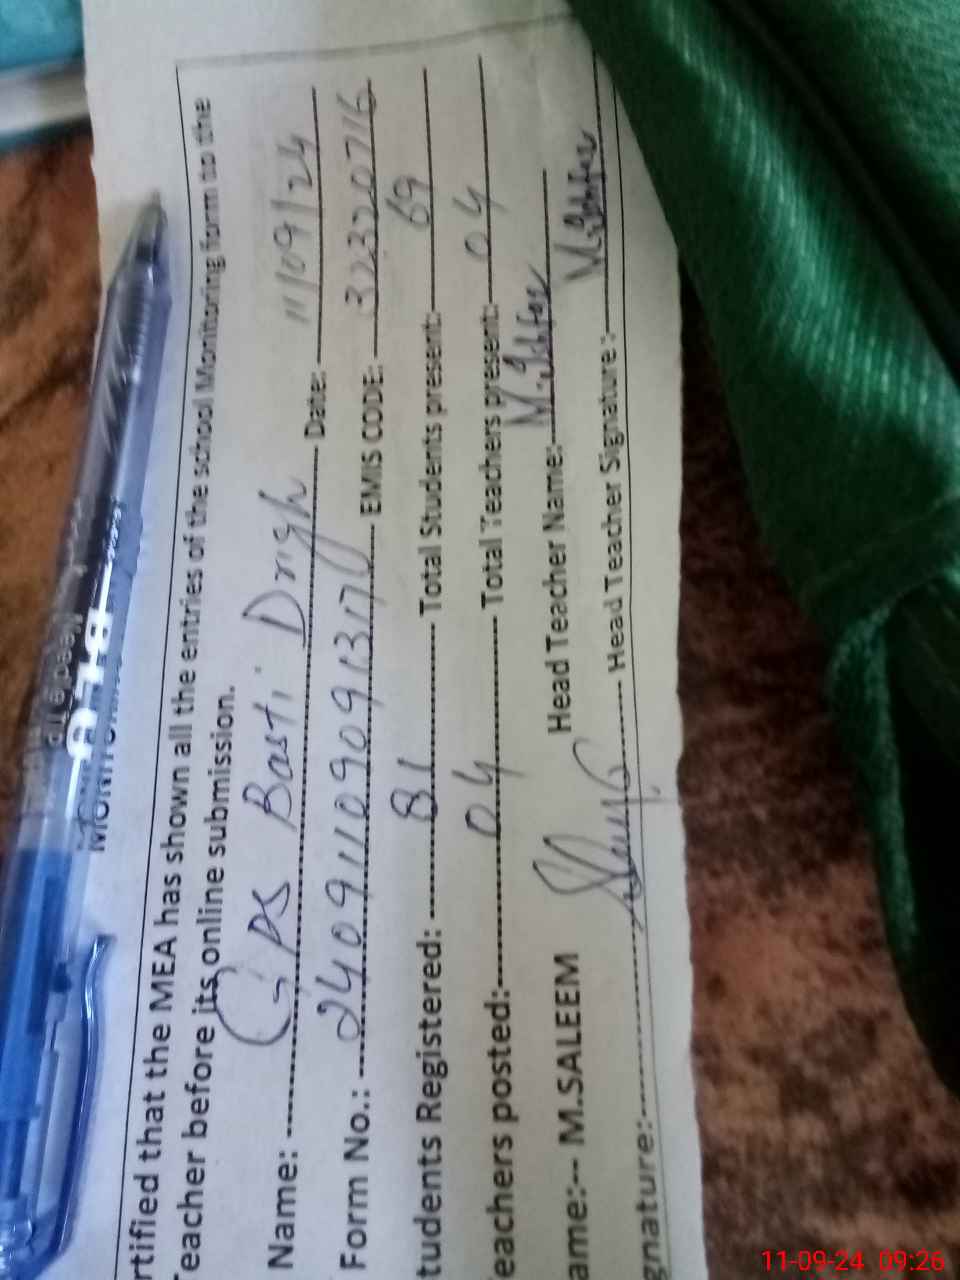 rtified that the MEA has shown all the entries of the school Monitoring form to the
Teacher before its online submission.
Name: GPS Basti Drigh Date: 11/09/24
Form No.: 2409110909131710 EMIS CODE: 32320716
tudents Registered: 81 Total Students present: 69
eachers posted: 04 Total Teachers present: 04
ame:-- M.SALEEM Head Teacher Name:
gnature: Head Teacher Signature:
11-09-24 09:26